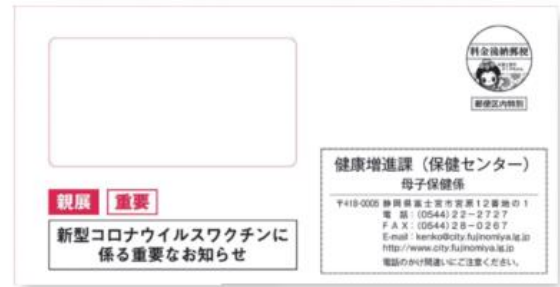 料金後納郵便
郵便区内特別
親展 重要
新型コロナウイルスワクチンに
係る重要なお知らせ
健康増進課（保健センター）
母子保健係
〒418-0005 静岡県富士宮市宮原12番地の1
電 話：(0544)22－2727
FAX：(0544)28－0267
E-mail：kenko@city.fujinomiya.lg.jp
http://www.city.fujinomiya.lg.jp
電話のかけ間違いにご注意ください。